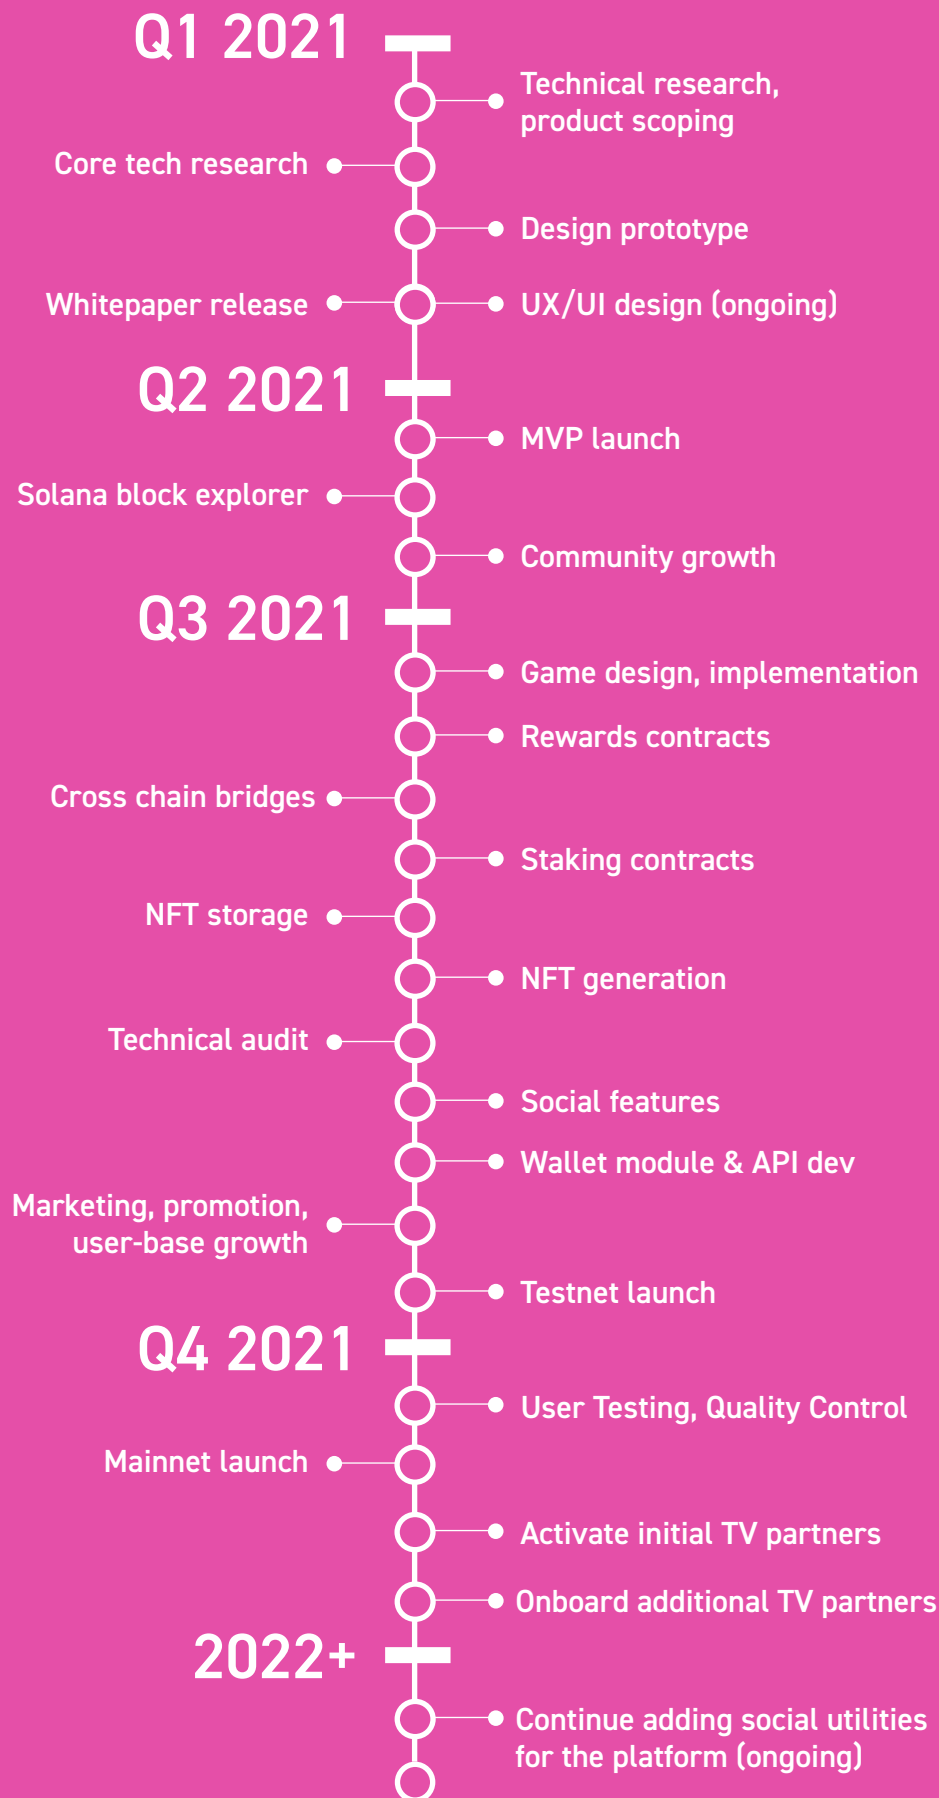 Q1 2021
Technical research,
product scoping
Core tech research
Design prototype
Whitepaper release
UX/UI design (ongoing)
Q2 2021
MVP launch
Solana block explorer
Community growth
Q3 2021
Game design, implementation
Rewards contracts
Cross chain bridges
Staking contracts
NFT storage
NFT generation
Technical audit
Social features
Wallet module & API dev
Marketing, promotion,
user-base growth
Testnet launch
Q4 2021
User Testing, Quality Control
Mainnet launch
Activate initial TV partners
Onboard additional TV partners
2022+
Continue adding social utilities
for the platform (ongoing)